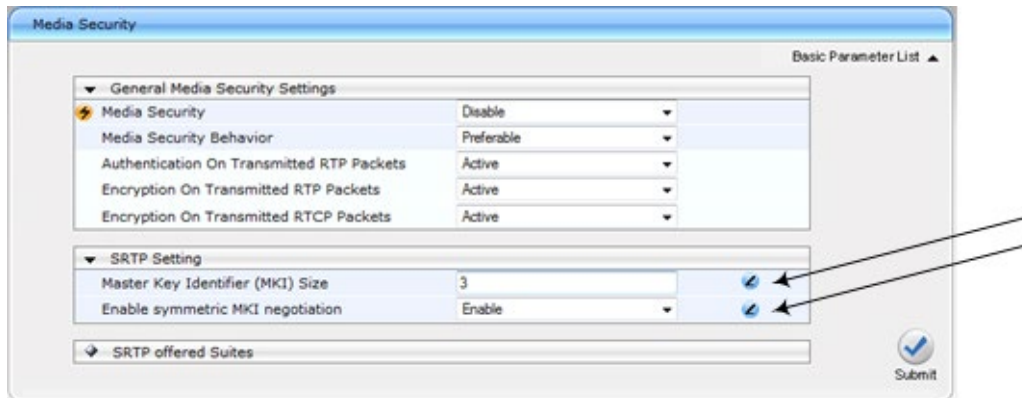 Media Security
Basic Parameter List
General Media Security Settings
Media Security Disable
Media Security Behavior Preferable
Authentication On Transmitted RTP Packets Active
Encryption On Transmitted RTP Packets Active
Encryption On Transmitted RTCP Packets Active
SRTP Setting
Master Key Identifier (MKI) Size 3
Enable symmetric MKI negotiation Enable
SRTP offered Suites
Submit